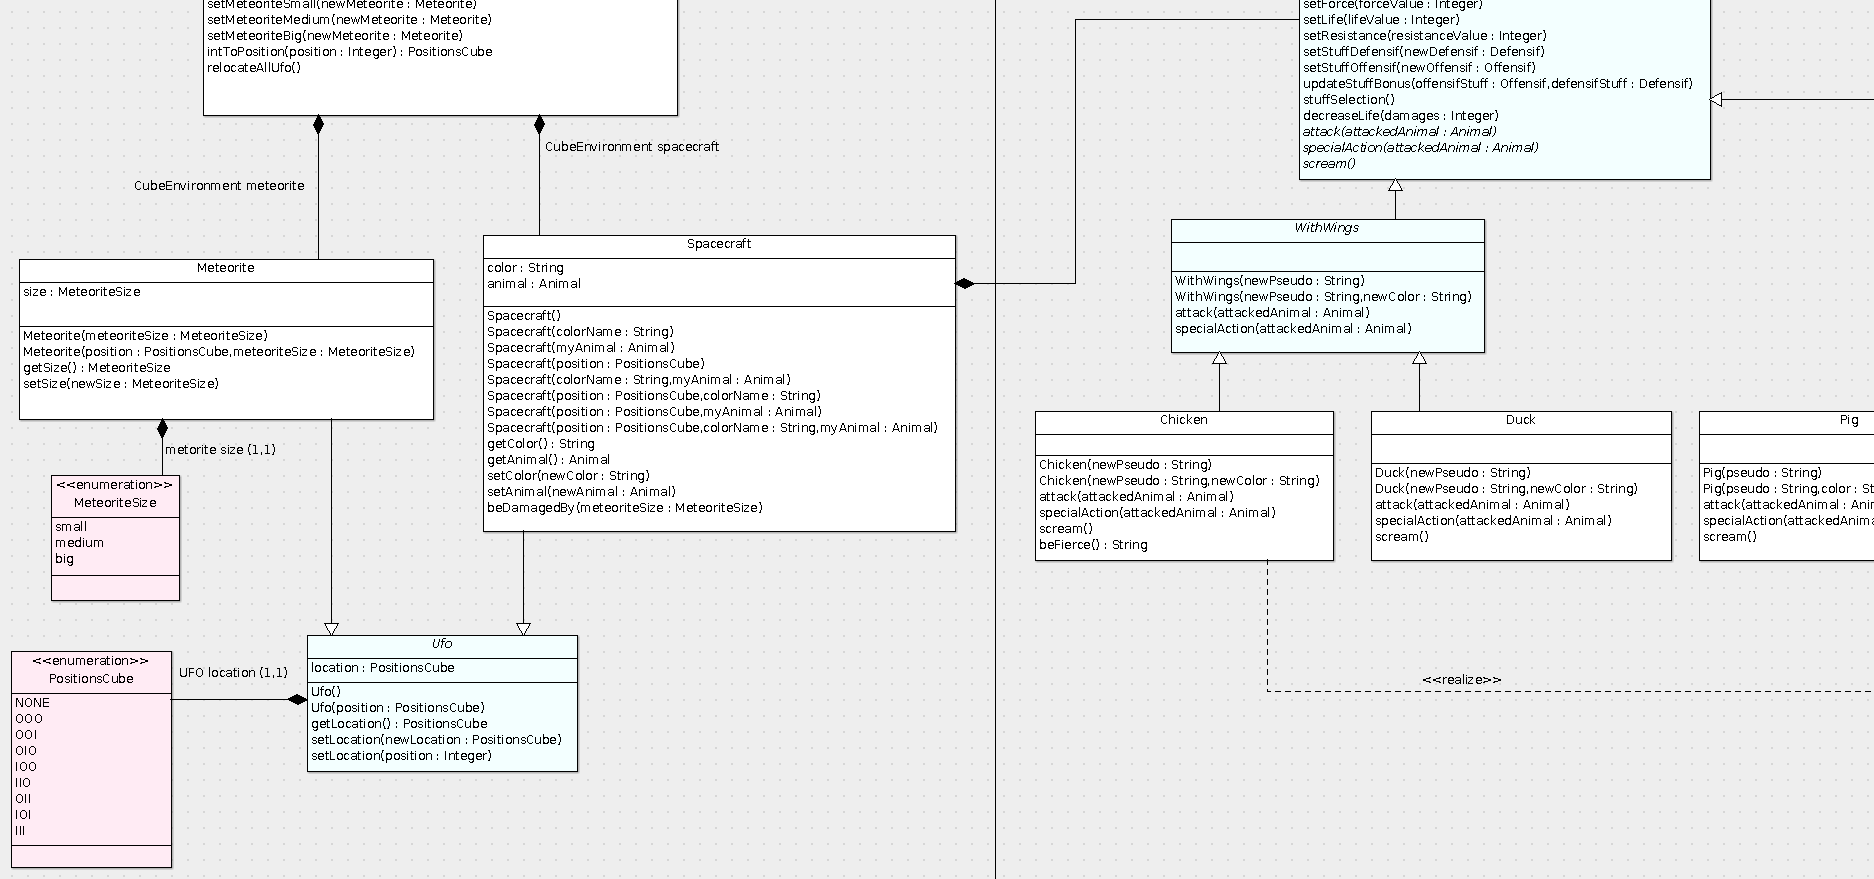 setMeteoriteSmall(newMeteorite : Meteorite)
setMeteoriteMedium(newMeteorite : Meteorite)
setMeteoriteBig(newMeteorite : Meteorite)
intToPosition(position : Integer) : PositionsCube
relocateAllUfo()
CubeEnvironment meteorite
CubeEnvironment spacecraft
Meteorite
size : MeteoriteSize
Meteorite(meteoriteSize : MeteoriteSize)
Meteorite(position : PositionsCube,meteoriteSize : MeteoriteSize)
getSize() : MeteoriteSize
setSize(newSize : MeteoriteSize)
metorite size (1,1)
<<enumeration>>
MeteoriteSize
small
medium
big
Spacecraft
color : String
animal : Animal
Spacecraft()
Spacecraft(colorName : String)
Spacecraft(myAnimal : Animal)
Spacecraft(position : PositionsCube)
Spacecraft(colorName : String,myAnimal : Animal)
Spacecraft(position : PositionsCube,colorName : String)
Spacecraft(position : PositionsCube,myAnimal : Animal)
Spacecraft(position : PositionsCube,colorName : String,myAnimal : Animal)
getColor() : String
getAnimal() : Animal
setColor(newColor : String)
setAnimal(newAnimal : Animal)
beDamagedBy(meteoriteSize : MeteoriteSize)
<<enumeration>>
PositionsCube
NONE
OOO
OOI
OIO
IOO
IIO
OII
IOI
III
UFO location (1,1)
Ufo
location : PositionsCube
Ufo()
Ufo(position : PositionsCube)
getLocation() : PositionsCube
setLocation(newLocation : PositionsCube)
setLocation(position : Integer)
setForce(forceValue : Integer)
setLife(lifeValue : Integer)
setResistance(resistanceValue : Integer)
setStuffDefensif(newDefensif : Defensif)
setStuffOffensif(newOffensif : Offensif)
updateStuffBonus(offensifStuff : Offensif,defensifStuff : Defensif)
stuffSelection()
decreaseLife(damages : Integer)
attack(attackedAnimal : Animal)
specialAction(attackedAnimal : Animal)
scream()
WithWings
WithWings(newPseudo : String)
WithWings(newPseudo : String,newColor : String)
attack(attackedAnimal : Animal)
specialAction(attackedAnimal : Animal)
Chicken
Chicken(newPseudo : String)
Chicken(newPseudo : String,newColor : String)
attack(attackedAnimal : Animal)
specialAction(attackedAnimal : Animal)
scream()
beFierce() : String
Duck
Duck(newPseudo : String)
Duck(newPseudo : String,newColor : String)
attack(attackedAnimal : Animal)
specialAction(attackedAnimal : Animal)
scream()
Pig
Pig(pseudo : String)
Pig(pseudo : String,color : St
attack(attackedAnimal : Anima
specialAction(attackedAnimal
scream()
<<realize>>